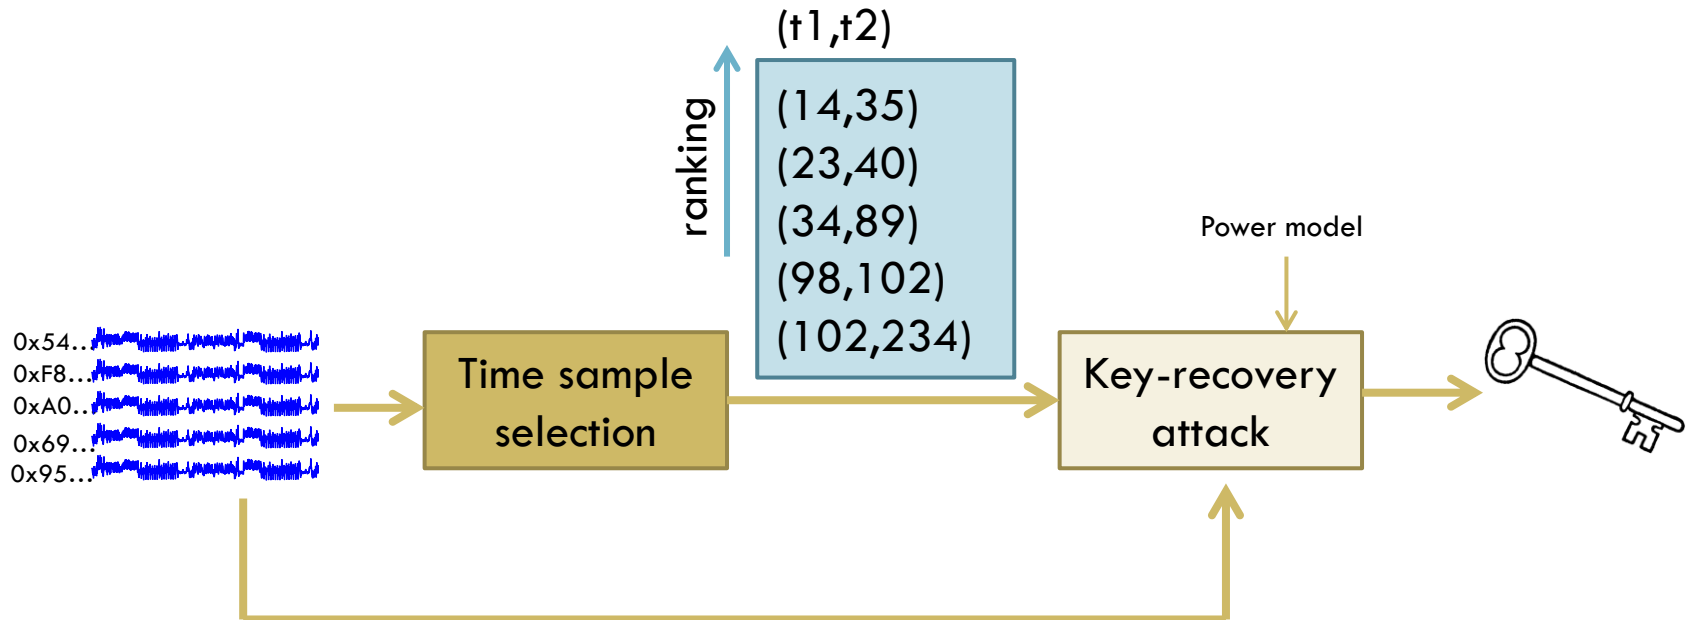 (t1,t2)
ranking
(14,35)
(23,40)
(34,89)
(98,102)
(102,234)
Power model
0x54...
0xF8...
0xA0..
0x69...
0x95...
Time sample
selection
Key-recovery
attack